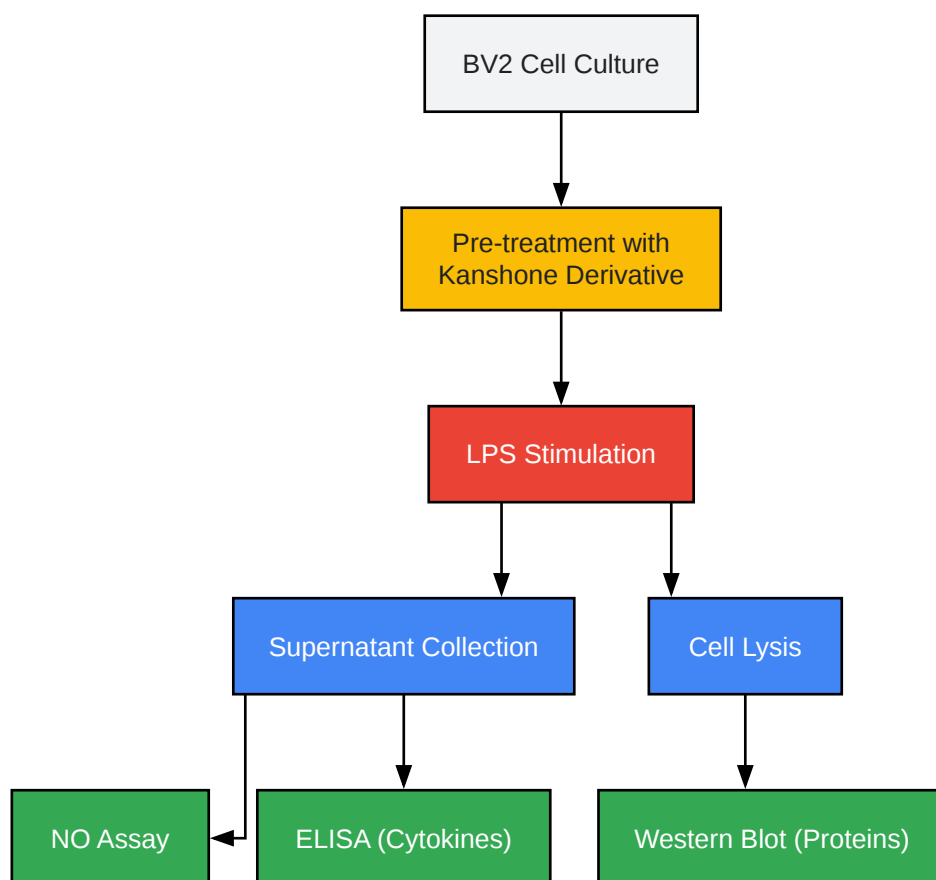 BV2 Cell Culture
Pre-treatment with
Kanshone Derivative
LPS Stimulation
Supernatant Collection
Cell Lysis
NO Assay
ELISA (Cytokines)
Western Blot (Proteins)